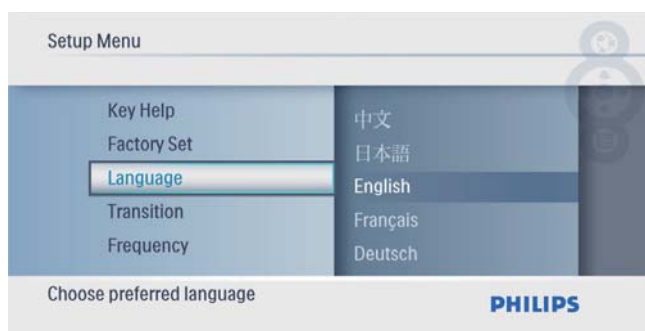 Setup Menu
Key Help
Factory Set
Language
Transition
Frequency
中文
日本語
English
Français
Deutsch
Choose preferred language
PHILIPS